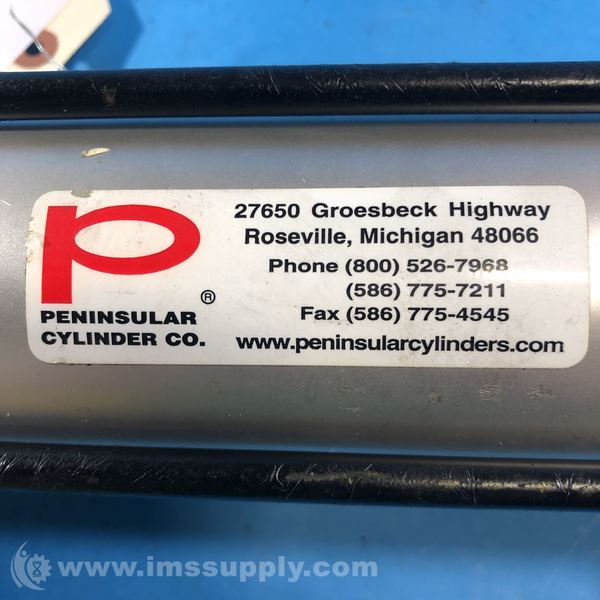 P
®
PENINSULAR
CYLINDER CO.
27650 Groesbeck Highway
Roseville, Michigan 48066
Phone (800) 526-7968
(586) 775-7211
Fax (586) 775-4545
www.peninsularcylinders.com
www.imssupply.com